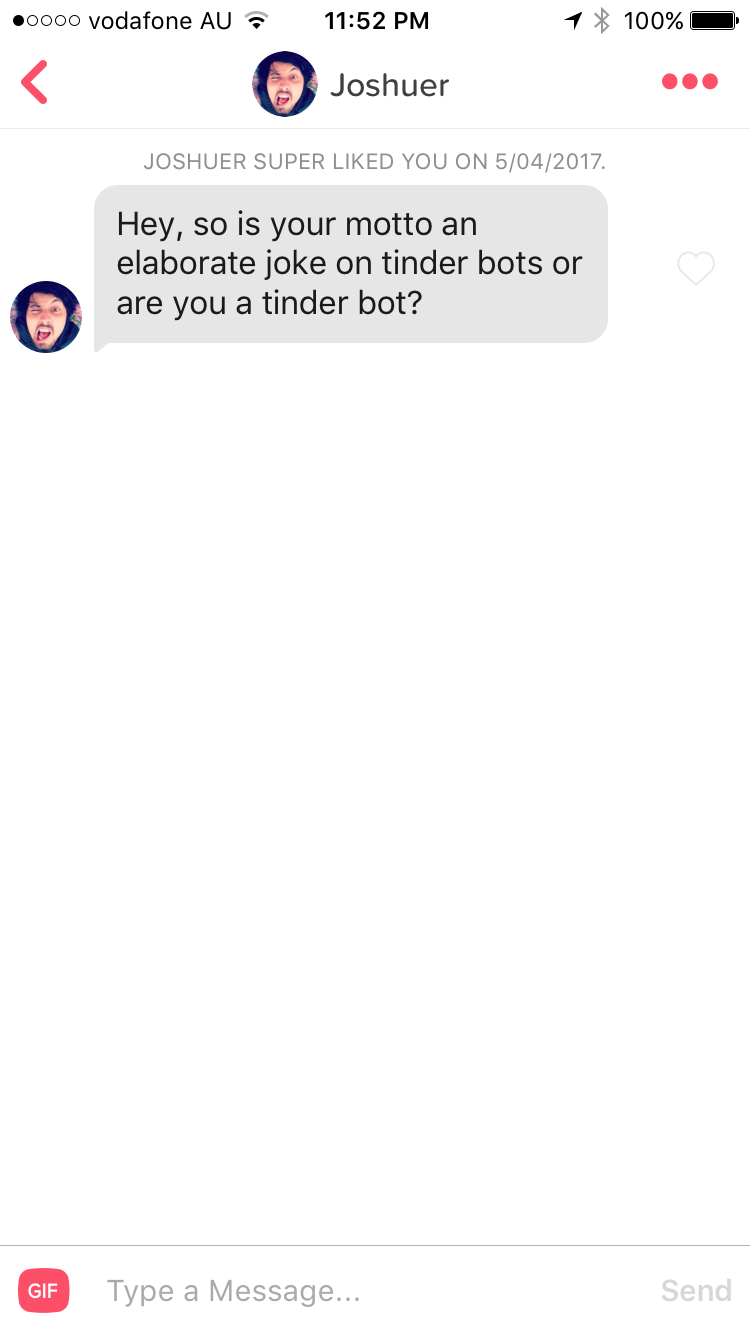 vodafone AU 11:52 PM 100%
Joshuer
JOSHUER SUPER LIKED YOU ON 5/04/2017.
Hey, so is your motto an
elaborate joke on tinder bots or
are you a tinder bot?
GIF Type a Message... Send